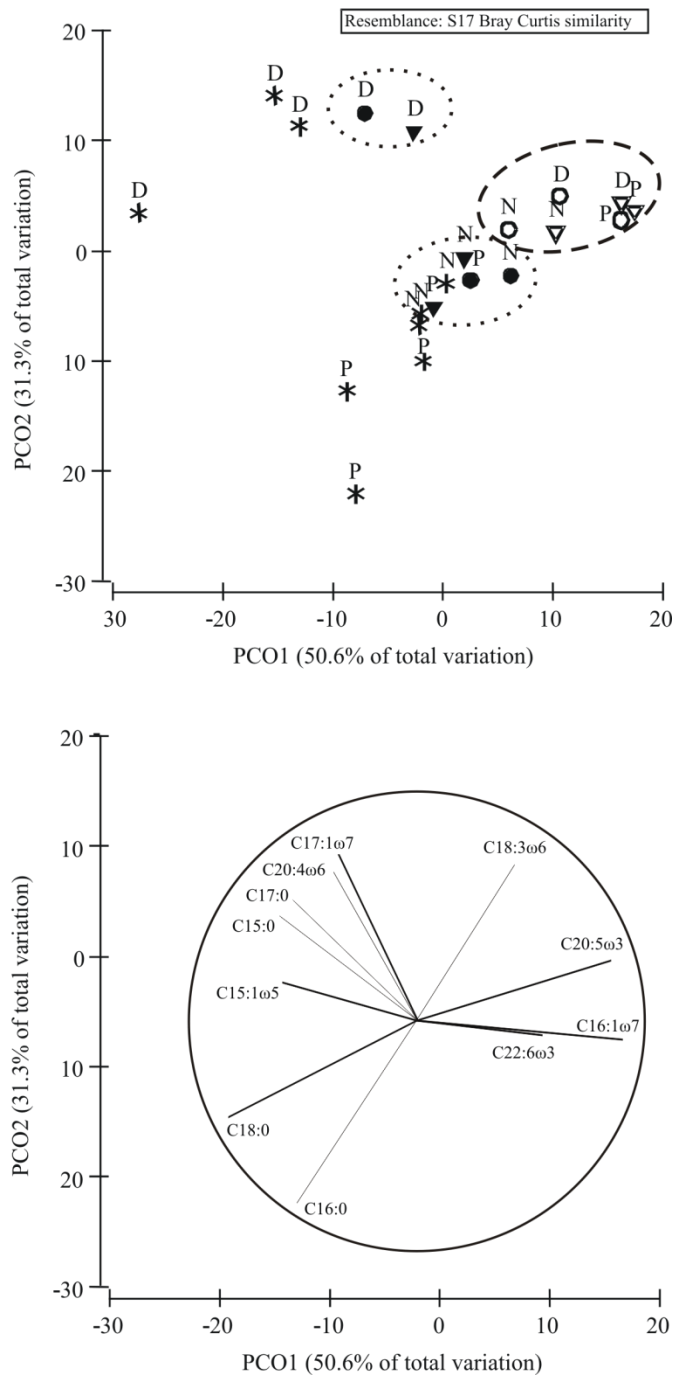 Resemblance: S17 Bray Curtis similarity
20
D
D D D
10
D
D P
N N P
0
N
N P N
N N P
10
P
P
20
P
-30
30 -20 -10 0 10 20
PCO1 (50.6% of total variation)
PCO2 (31.3% of total variation)
20
10
C17:1ω7 C18:3ω6
C20:4ω6
C17:0
C15:0
0
C20:5ω3
C15:1ω5
C16:1ω7
C22:6ω3
10
C18:0
20
C16:0
-30
-30 -20 -10 0 10 20
PCO1 (50.6% of total variation)
PCO2 (31.3% of total variation)